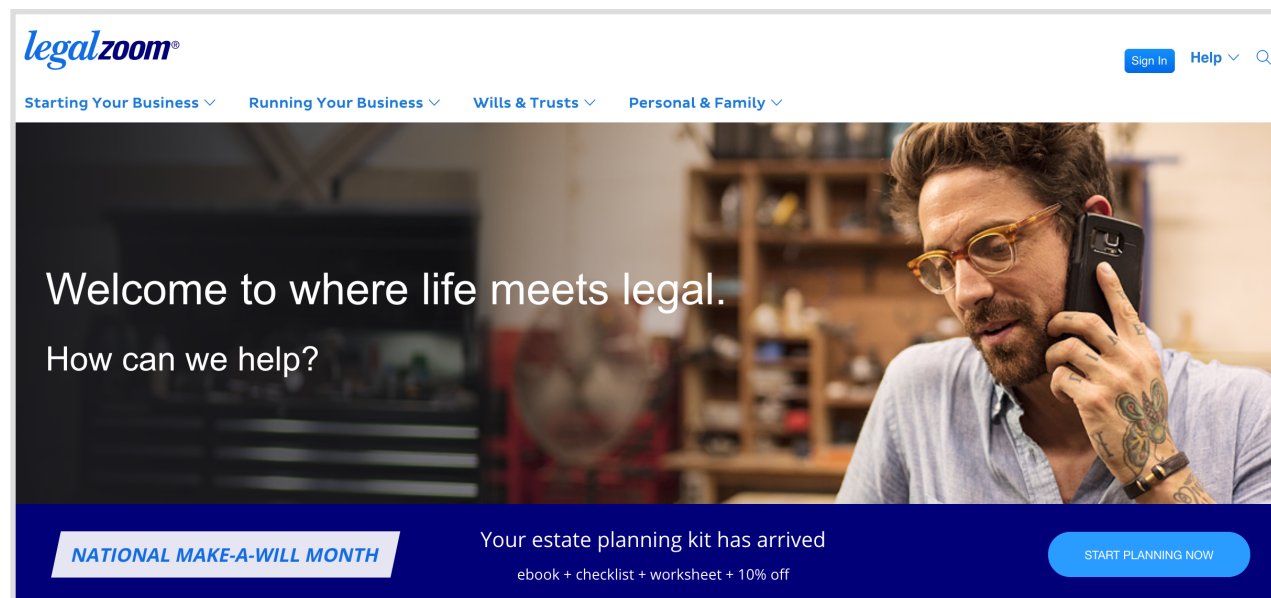 legalzoom®
Sign In
Help
Starting Your Business
Running Your Business
Wills & Trusts
Personal & Family
Welcome to where life meets legal.
How can we help?
NATIONAL MAKE-A-WILL MONTH
Your estate planning kit has arrived
ebook + checklist + worksheet + 10% off
START PLANNING NOW